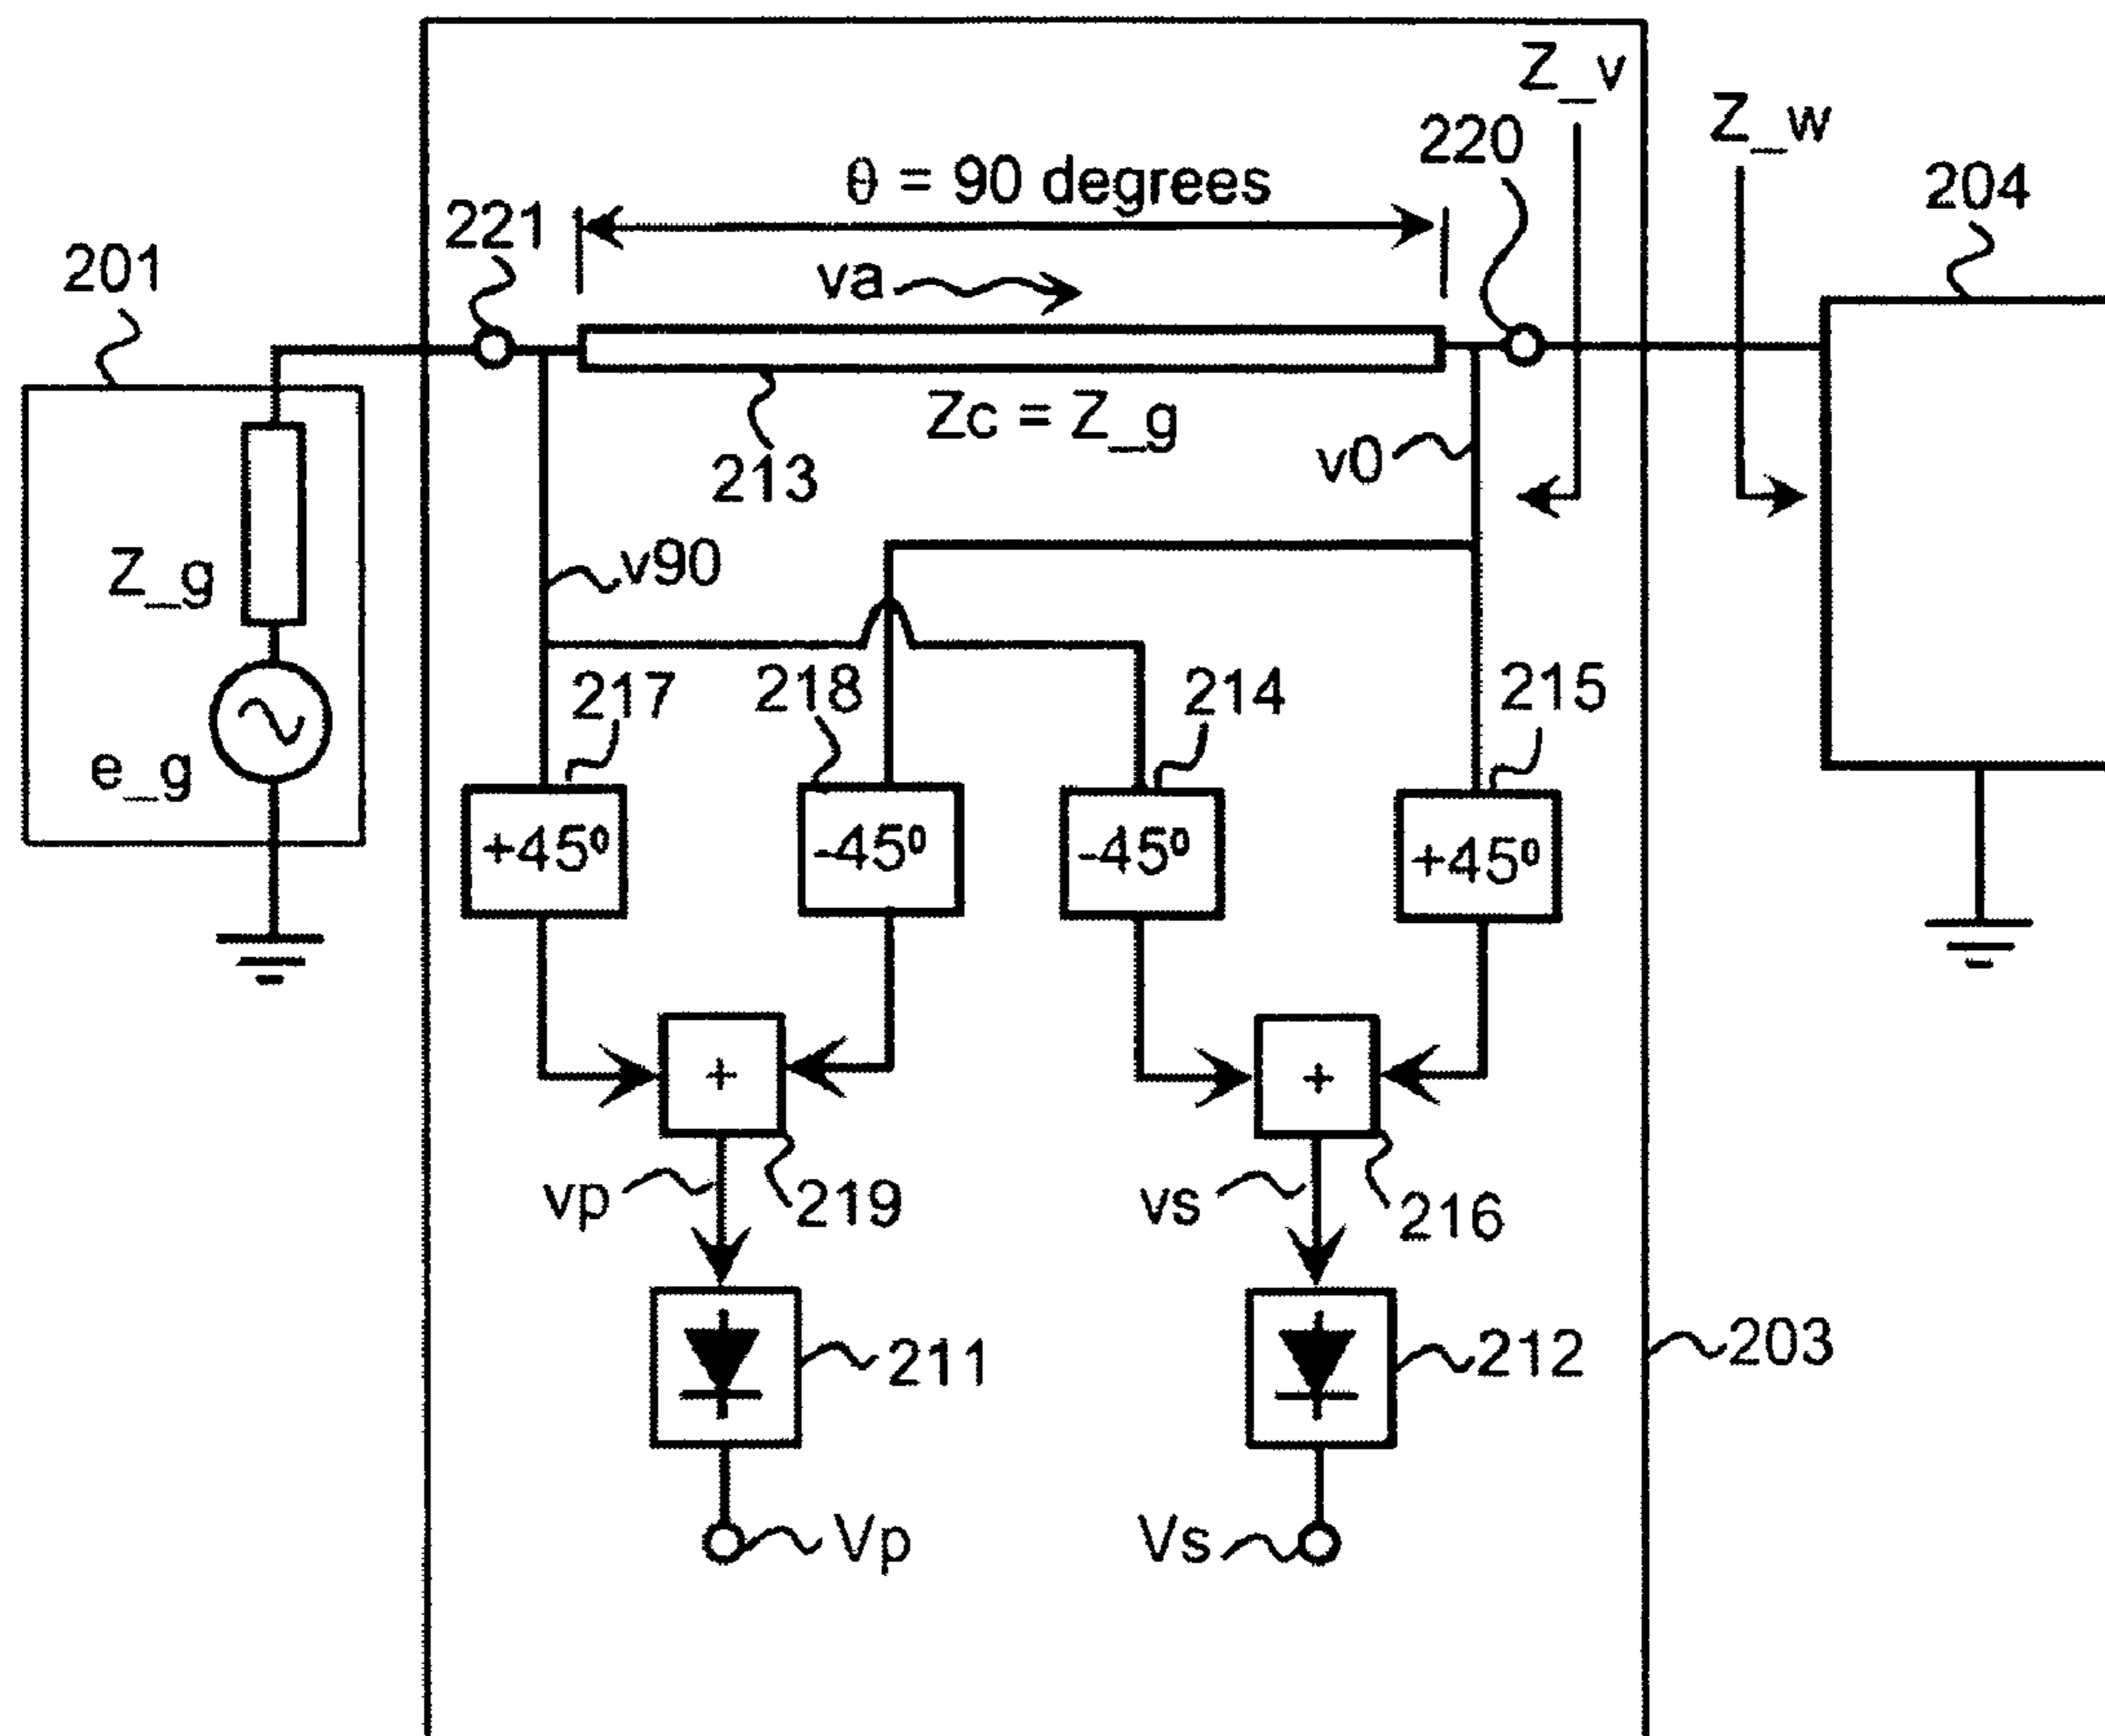 Z_v
Z_w
220
θ = 90 degrees
204
221
va
201
Zc = Z_g
213
v0
v90
Z_g
217
218
214
215
e_g
+45⁰
-45⁰
-45⁰
+45⁰
+
+
vp
219
vs
216
211
212
203
Vp
Vs